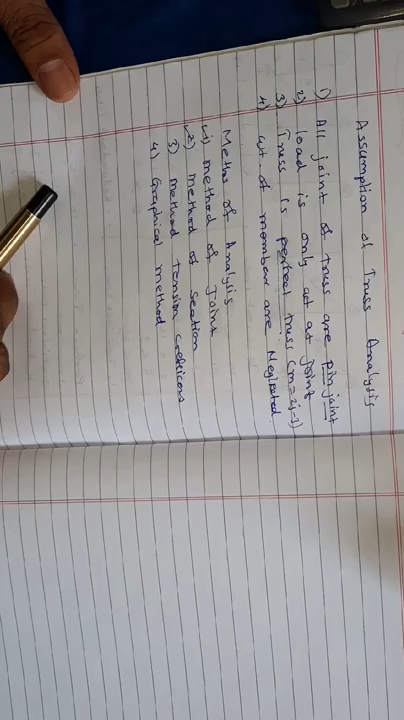 Assumption of Truss Analysis
1) All joint of Truss are pin joint
2) load is only act at joint
3) Truss is perfect truss (m = 2j-3)
4) wt of member are Neglected
Methos of Analysis
1) method of Joint
2) method of Section
3) method Tension
4) Graphical method